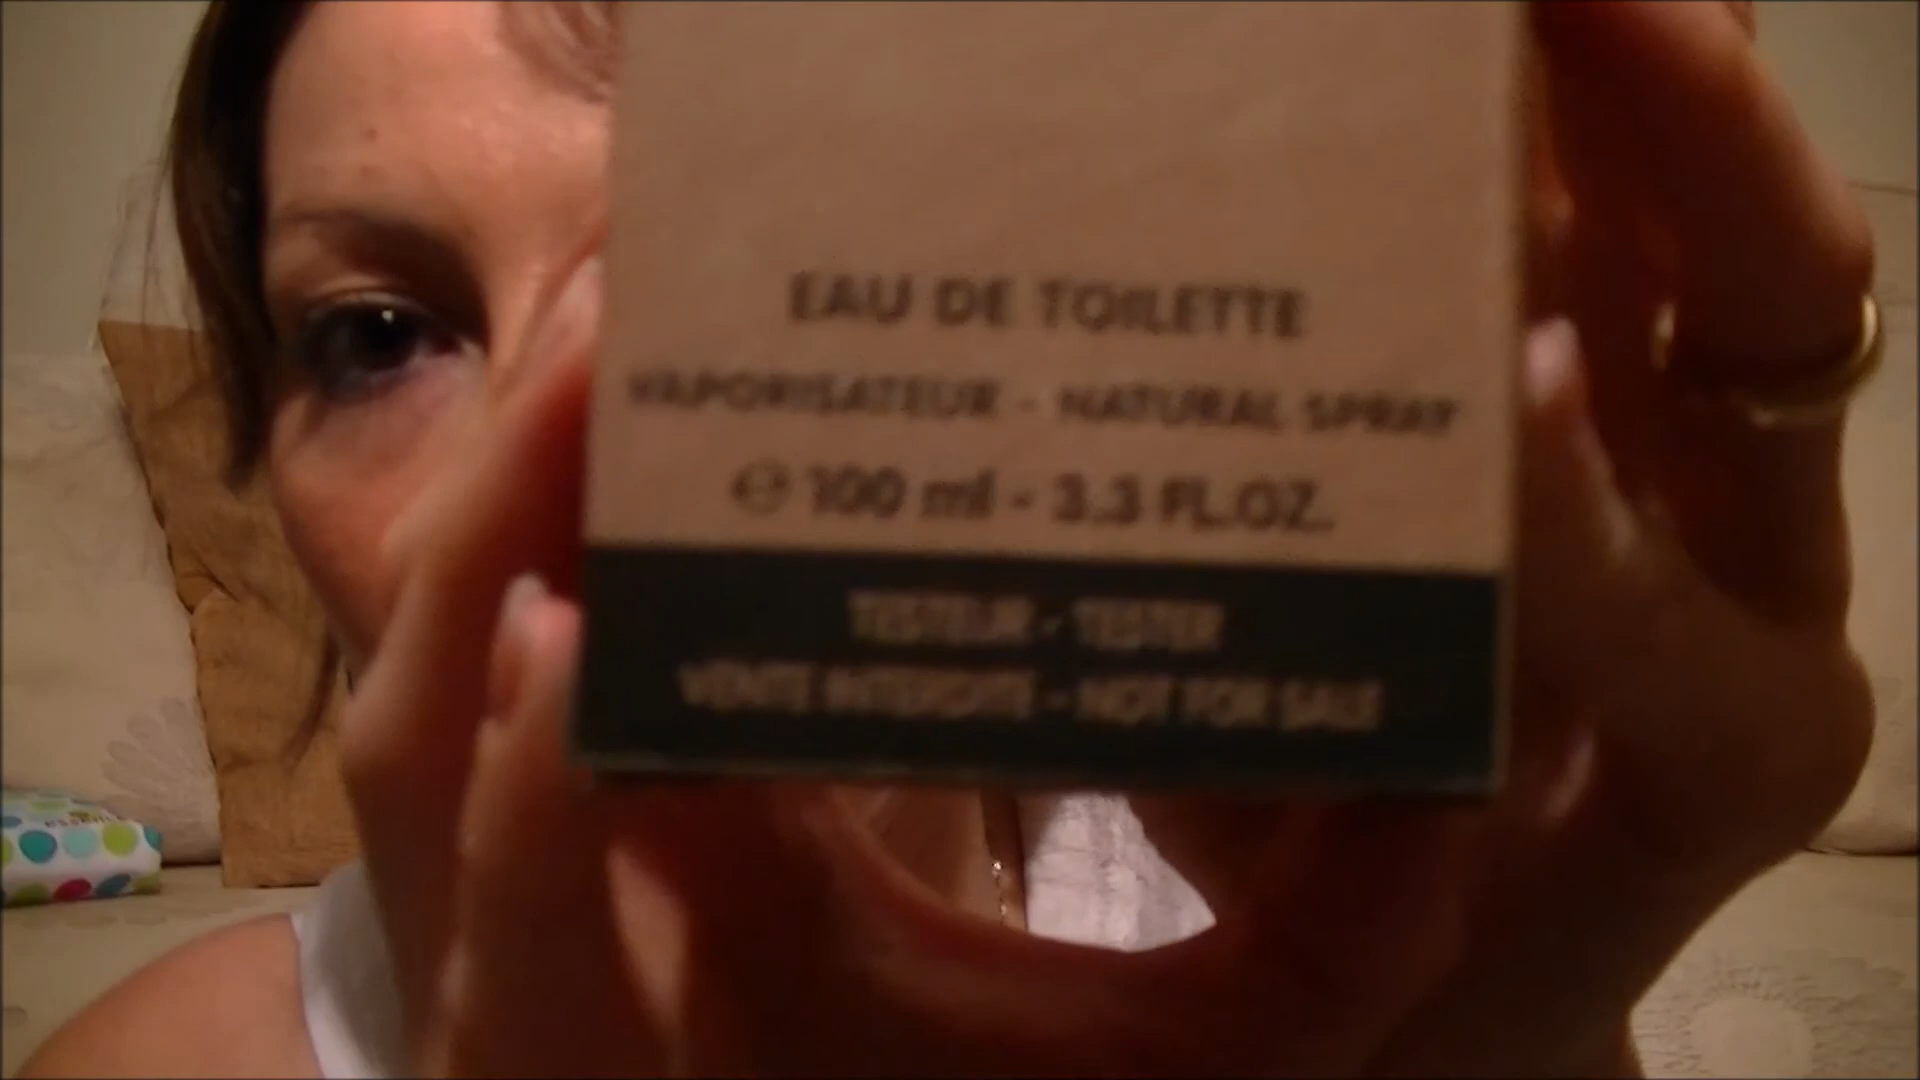 EAU DE TOILETTE
VAPORISATEUR - NATURAL SPRAY
℮ 100 ml - 3.3 FL.OZ.
TESTEUR - TESTER
VENTE INTERDITE - NOT FOR SALE
essence